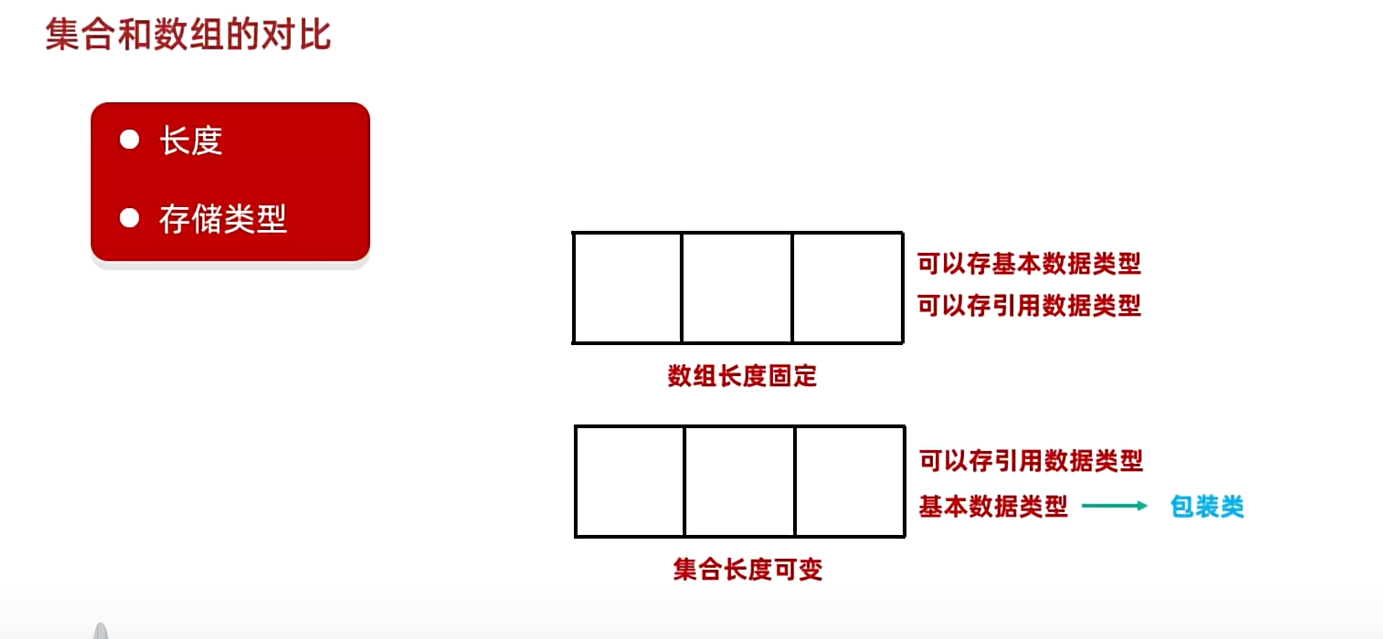 集合和数组的对比
● 长度
● 存储类型
可以存基本数据类型
可以存引用数据类型
数组长度固定
可以存引用数据类型
基本数据类型 → 包装类
集合长度可变